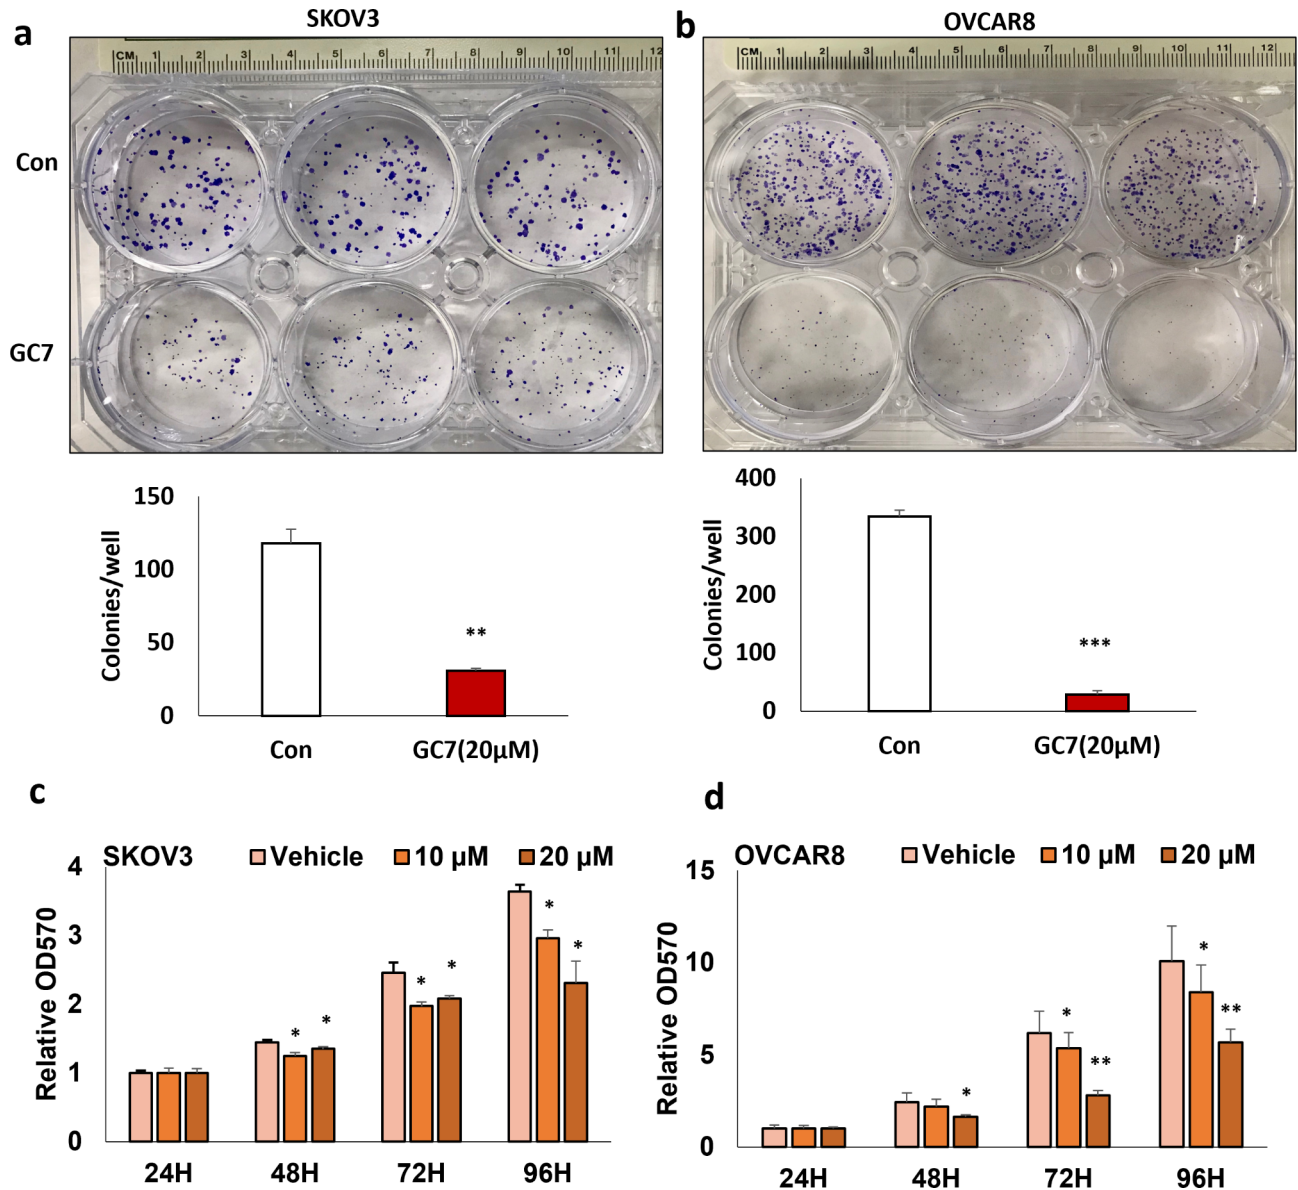 a
SKOV3
b
OVCAR8
CM 1 2 3 4 5 6 7 8 9 10 11 12
CM 1 2 3 4 5 6 7 8 9 10 11 12
Con
GC7
150
100
50
0
Colonies/well
**
Con
GC7(20μM)
400
300
200
100
0
Colonies/well
***
Con
GC7(20μM)
c
SKOV3
Vehicle
10 μM
20 μM
4
3
2
1
0
Relative OD570
*
*
*
*
*
*
24H
48H
72H
96H
d
OVCAR8
Vehicle
10 μM
20 μM
15
10
5
0
Relative OD570
*
*
**
*
**
24H
48H
72H
96H